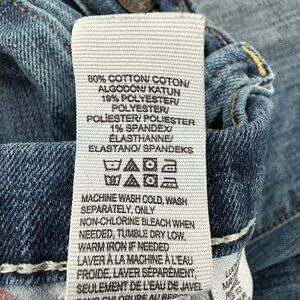 80% COTTON/ COTON/
ALGODÓN/ KATUN
19% POLYESTER/
POLYESTER/
POLIÉSTER/ POLIESTER
1% SPANDEX/
ELASTHANNE/
ELASTANO/ SPANDEKS
MACHINE WASH COLD, WASH
SEPARATELY, ONLY
NON-CHLORINE BLEACH WHEN
NEEDED, TUMBLE DRY LOW,
WARM IRON IF NEEDED
LAVER À LA MACHINE À L'EAU
FROIDE, LAVER SÉPARÉMENT.
SEULEMENT DE L'EAU DE JAVEL